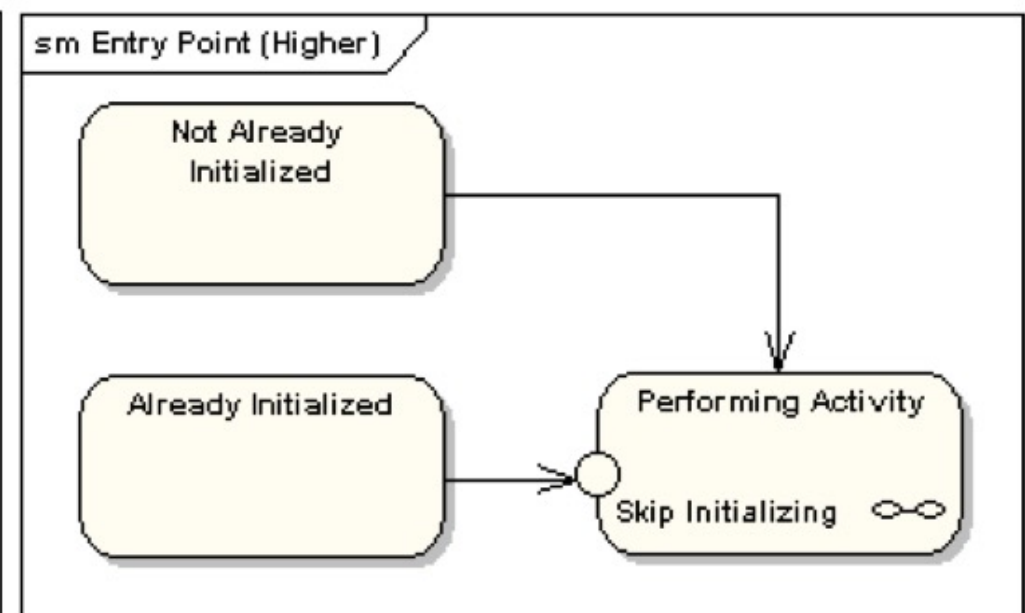 sm Entry Point (Higher)
Not Already
Initialized
Already Initialized
Performing Activity
Skip Initializing